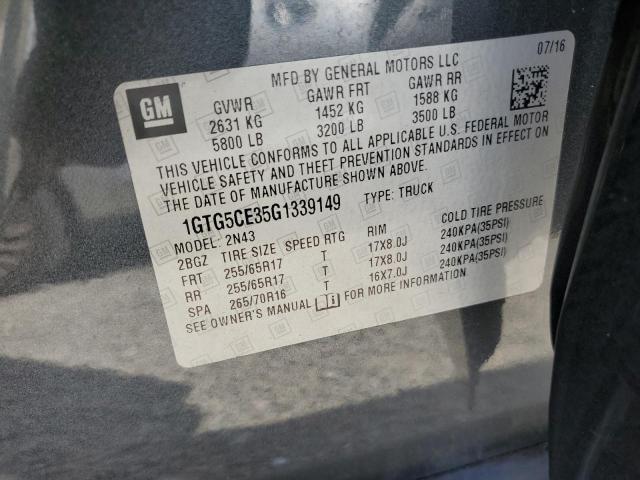 07/16
MFD BY GENERAL MOTORS LLC
GM
GVWR GAWR FRT GAWR RR
2631 KG 1452 KG 1588 KG
5800 LB 3200 LB 3500 LB
THIS VEHICLE CONFORMS TO ALL APPLICABLE U.S. FEDERAL MOTOR
VEHICLE SAFETY AND THEFT PREVENTION STANDARDS IN EFFECT ON
THE DATE OF MANUFACTURE SHOWN ABOVE.
1GTG5CE35G1339149 TYPE: TRUCK
MODEL: 2N43
2BGZ TIRE SIZE SPEED RTG RIM COLD TIRE PRESSURE
FRT 255/65R17 T 17X8.0J 240KPA(35PSI)
RR 255/65R17 T 17X8.0J 240KPA(35PSI)
SPA 265/70R16 T 16X7.0J 240KPA(35PSI)
SEE OWNER'S MANUAL FOR MORE INFORMATION